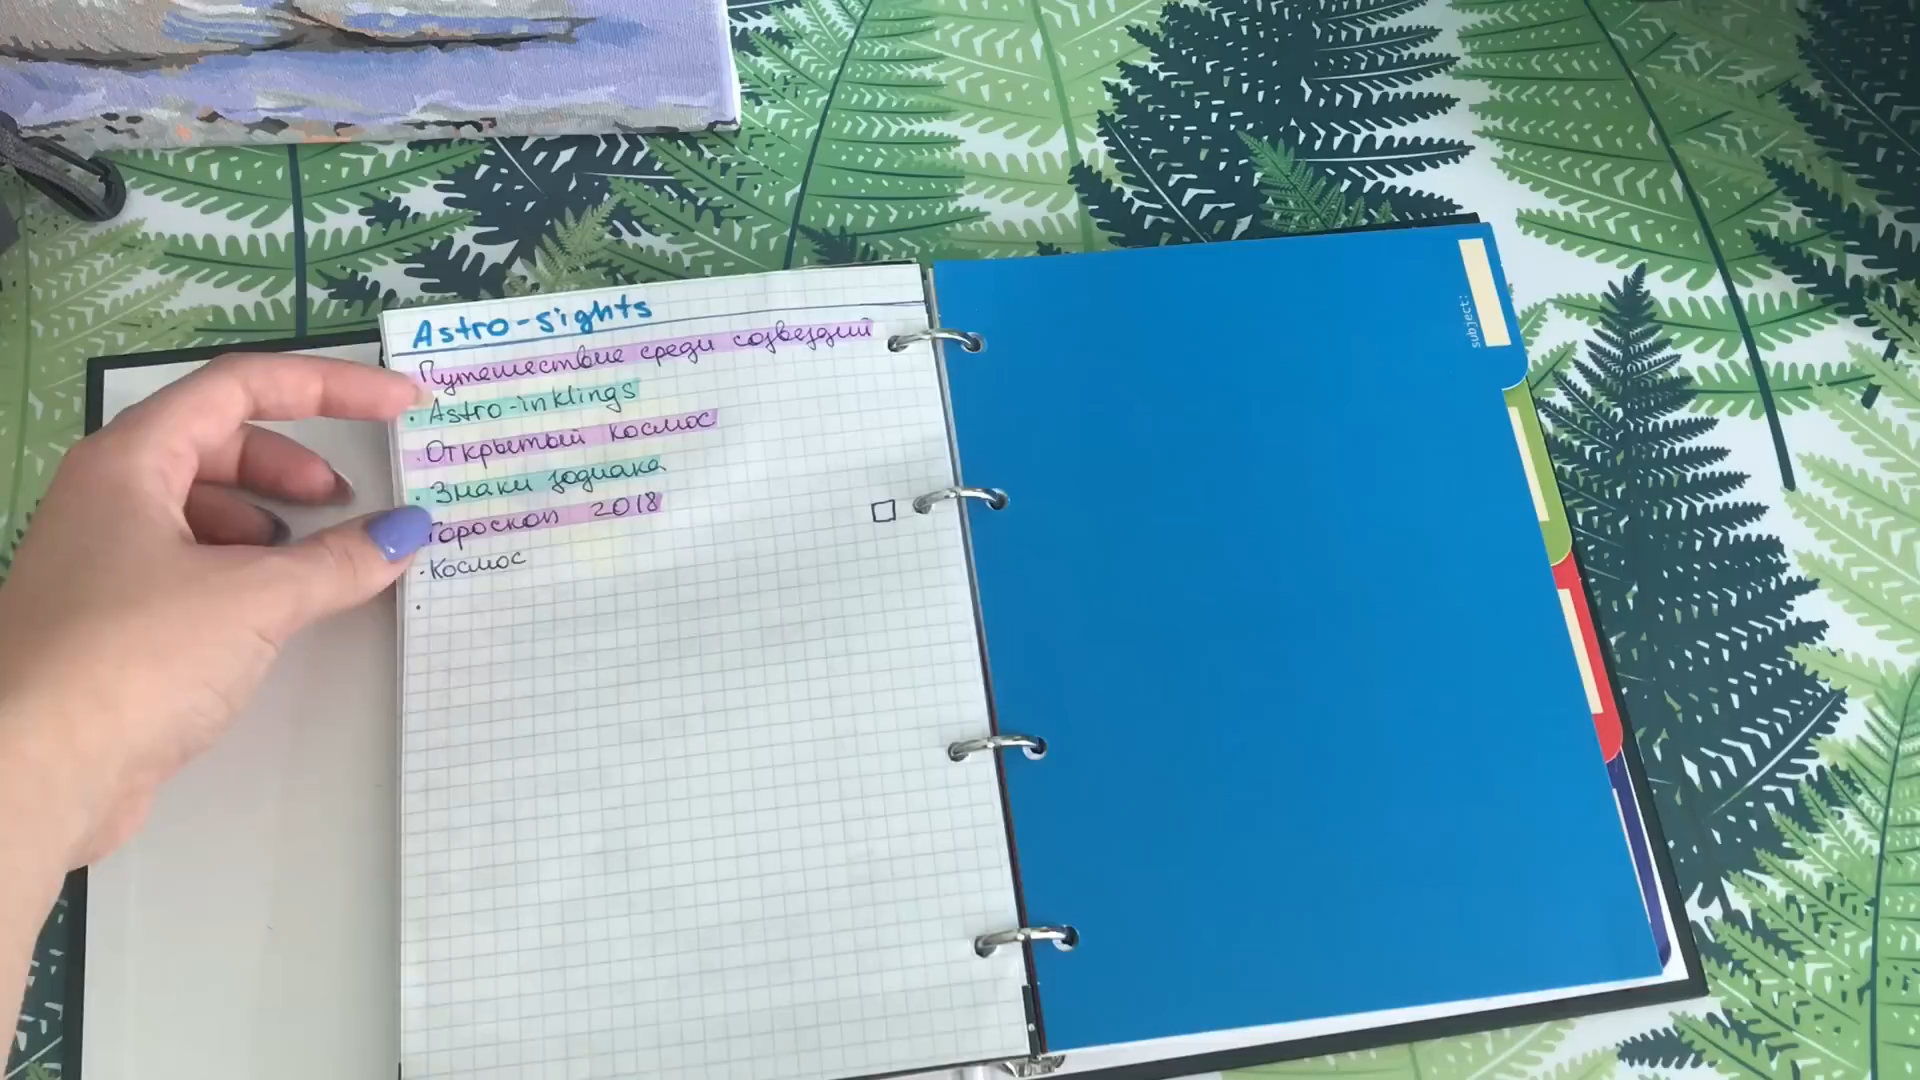 Astro-sights
Путешествие среди созвездий
· Astro-inklings
· Открытый космос
· Знаки зодиака
Гороскоп 2018
· Космос
·
subject: